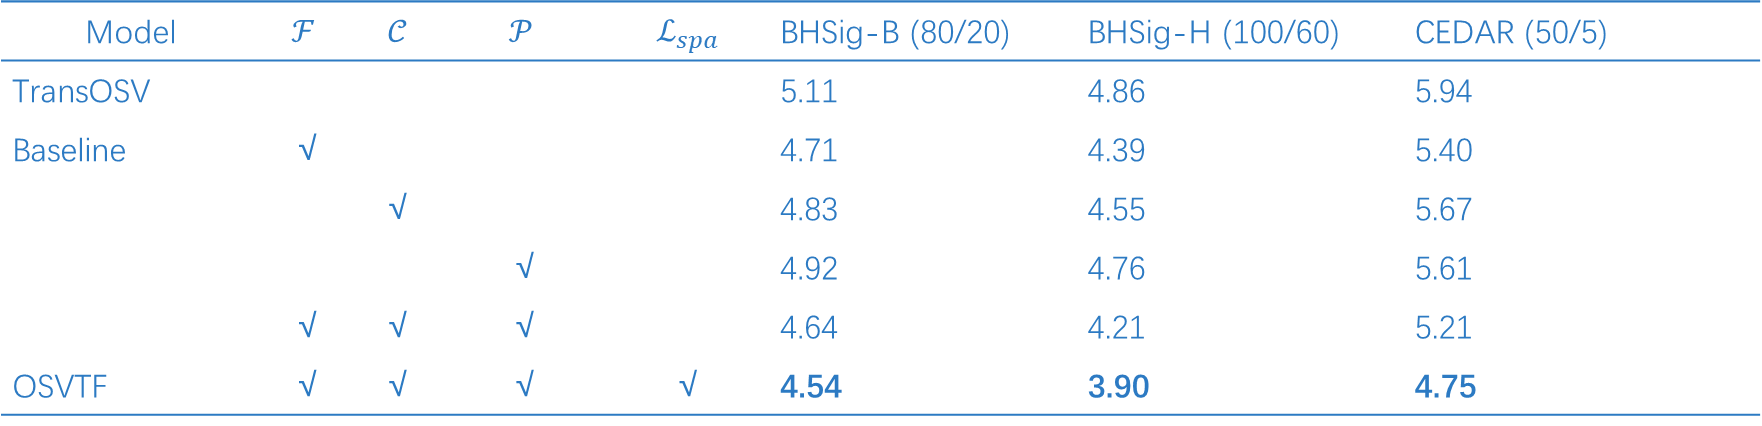 Model ℱ 𝒞 𝒫 ℒspa BHSig-B (80/20) BHSig-H (100/60) CEDAR (50/5)
TransOSV 5.11 4.86 5.94
Baseline √ 4.71 4.39 5.40
√ 4.83 4.55 5.67
√ 4.92 4.76 5.61
√ √ √ 4.64 4.21 5.21
OSVTF √ √ √ √ 4.54 3.90 4.75